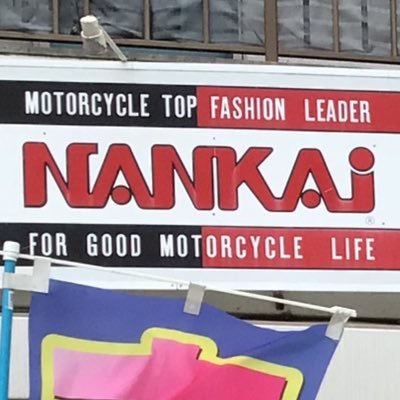 MOTORCYCLE TOP FASHION LEADER
NANKAi
®
FOR GOOD MOTORCYCLE LIFE